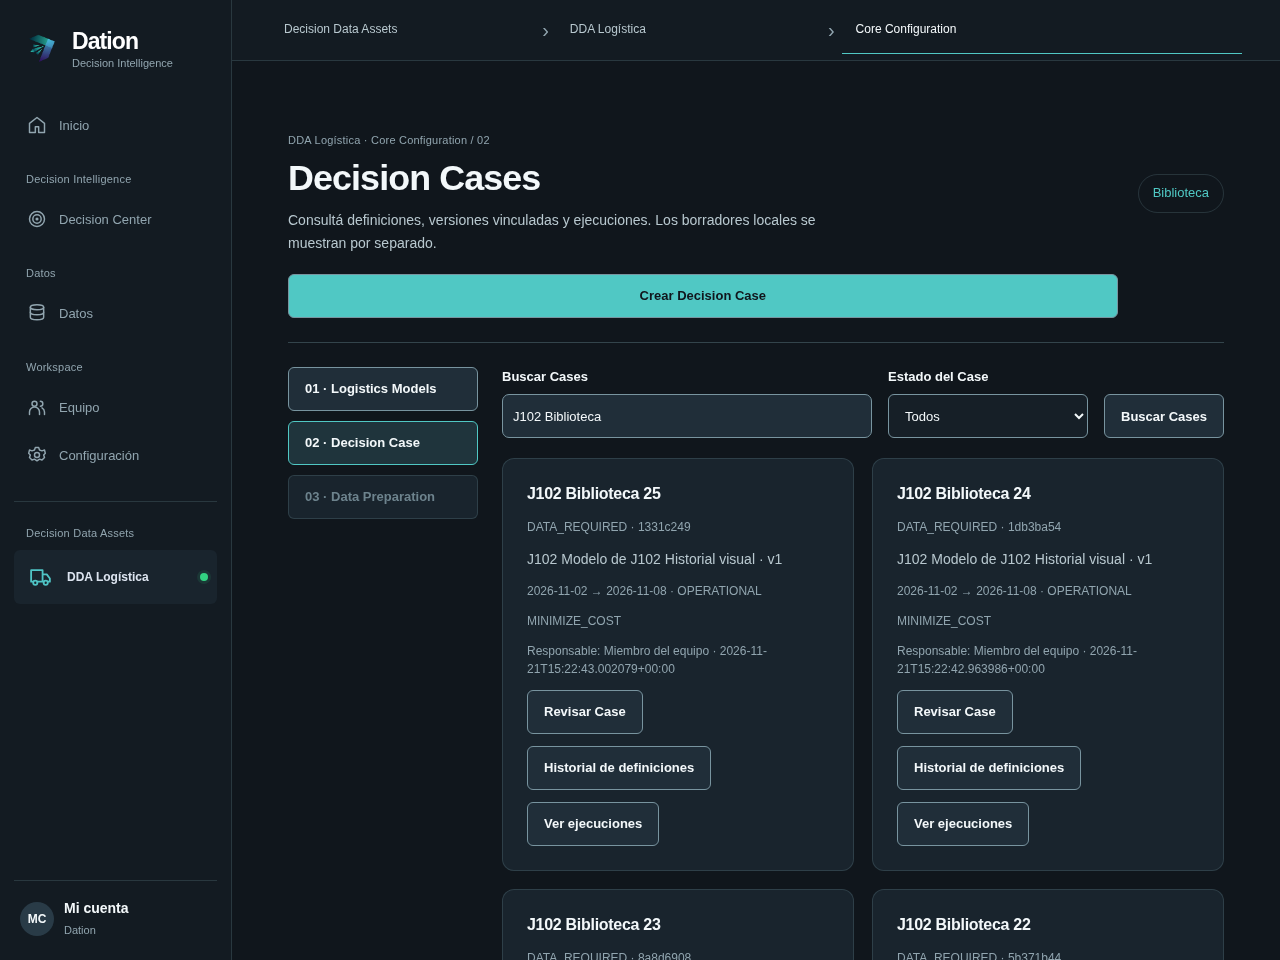 Dation
Decision Intelligence
Inicio
Decision Intelligence
Decision Center
Datos
Datos
Workspace
Equipo
Configuración
Decision Data Assets
DDA Logística
MC
Mi cuenta
Dation
Decision Data Assets
›
DDA Logística
›
Core Configuration
DDA Logística · Core Configuration / 02
Decision Cases
Consultá definiciones, versiones vinculadas y ejecuciones. Los borradores locales se
muestran por separado.
Biblioteca
Crear Decision Case
01 · Logistics Models
02 · Decision Case
03 · Data Preparation
Buscar Cases
J102 Biblioteca
Estado del Case
Todos
Buscar Cases
J102 Biblioteca 25
DATA_REQUIRED · 1331c249
J102 Modelo de J102 Historial visual · v1
2026-11-02 → 2026-11-08 · OPERATIONAL
MINIMIZE_COST
Responsable: Miembro del equipo · 2026-11-
21T15:22:43.002079+00:00
Revisar Case
Historial de definiciones
Ver ejecuciones
J102 Biblioteca 24
DATA_REQUIRED · 1db3ba54
J102 Modelo de J102 Historial visual · v1
2026-11-02 → 2026-11-08 · OPERATIONAL
MINIMIZE_COST
Responsable: Miembro del equipo · 2026-11-
21T15:22:42.963986+00:00
Revisar Case
Historial de definiciones
Ver ejecuciones
J102 Biblioteca 23
DATA_REQUIRED · 8a8d6908
J102 Biblioteca 22
DATA_REQUIRED · 5b371b44